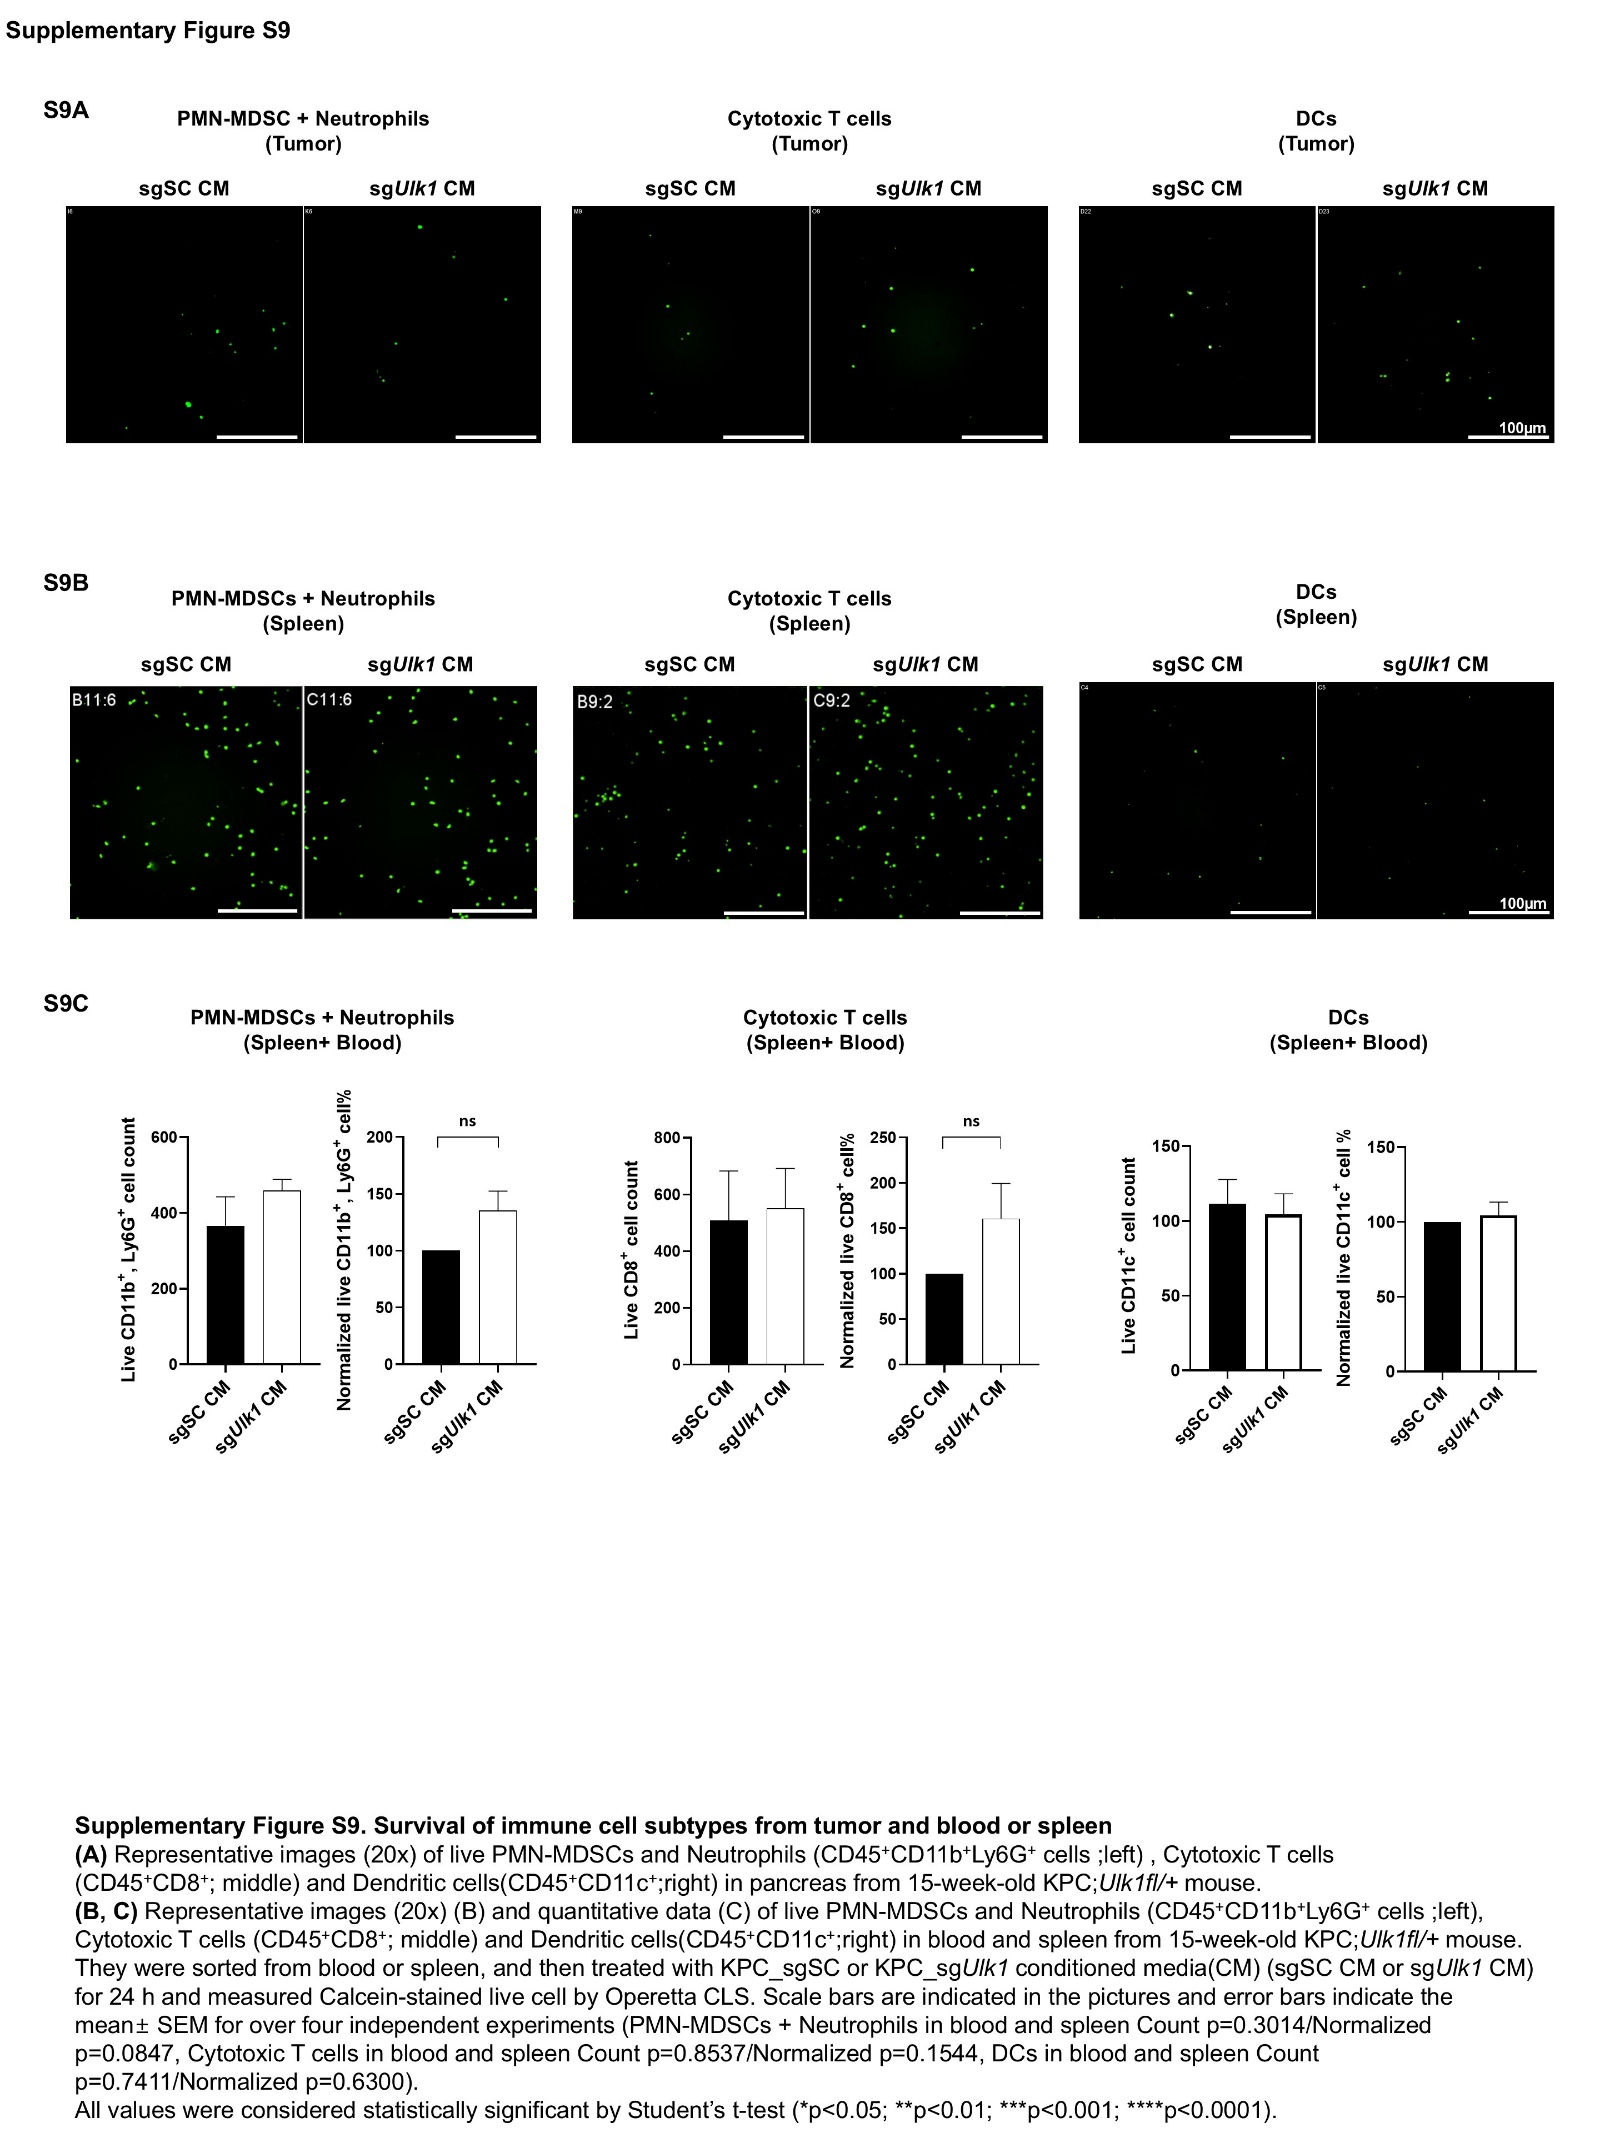 Supplementary Figure S9
S9A
PMN-MDSC + Neutrophils
(Tumor)
Cytotoxic T cells
(Tumor)
DCs
(Tumor)
sgSC CM
sgUlk1 CM
sgSC CM
sgUlk1 CM
sgSC CM
sgUlk1 CM
I6
K6
M9
O9
D22
D23
100µm
S9B
PMN-MDSCs + Neutrophils
(Spleen)
Cytotoxic T cells
(Spleen)
DCs
(Spleen)
sgSC CM
sgUlk1 CM
sgSC CM
sgUlk1 CM
sgSC CM
sgUlk1 CM
B11:6
C11:6
B9:2
C9:2
C4
C5
100µm
S9C
PMN-MDSCs + Neutrophils
(Spleen+ Blood)
Cytotoxic T cells
(Spleen+ Blood)
DCs
(Spleen+ Blood)
Live CD11b⁺, Ly6G⁺ cell count
600
400
200
0
sgSC CM
sgUlk1 CM
Normalized live CD11b⁺, Ly6G⁺ cell%
200
150
100
50
0
ns
sgSC CM
sgUlk1 CM
Live CD8⁺ cell count
800
600
400
200
0
sgSC CM
sgUlk1 CM
Normalized live CD8⁺ cell%
250
200
150
100
50
0
ns
sgSC CM
sgUlk1 CM
Live CD11c⁺ cell count
150
100
50
0
sgSC CM
sgUlk1 CM
Normalized live CD11c⁺ cell %
150
100
50
0
sgSC CM
sgUlk1 CM
Supplementary Figure S9. Survival of immune cell subtypes from tumor and blood or spleen
(A) Representative images (20x) of live PMN-MDSCs and Neutrophils (CD45⁺CD11b⁺Ly6G⁺ cells ;left) , Cytotoxic T cells
(CD45⁺CD8⁺; middle) and Dendritic cells(CD45⁺CD11c⁺;right) in pancreas from 15-week-old KPC;Ulk1fl/+ mouse.
(B, C) Representative images (20x) (B) and quantitative data (C) of live PMN-MDSCs and Neutrophils (CD45⁺CD11b⁺Ly6G⁺ cells ;left),
Cytotoxic T cells (CD45⁺CD8⁺; middle) and Dendritic cells(CD45⁺CD11c⁺;right) in blood and spleen from 15-week-old KPC;Ulk1fl/+ mouse.
They were sorted from blood or spleen, and then treated with KPC_sgSC or KPC_sgUlk1 conditioned media(CM) (sgSC CM or sgUlk1 CM)
for 24 h and measured Calcein-stained live cell by Operetta CLS. Scale bars are indicated in the pictures and error bars indicate the
mean± SEM for over four independent experiments (PMN-MDSCs + Neutrophils in blood and spleen Count p=0.3014/Normalized
p=0.0847, Cytotoxic T cells in blood and spleen Count p=0.8537/Normalized p=0.1544, DCs in blood and spleen Count
p=0.7411/Normalized p=0.6300).
All values were considered statistically significant by Student’s t-test (*p<0.05; **p<0.01; ***p<0.001; ****p<0.0001).